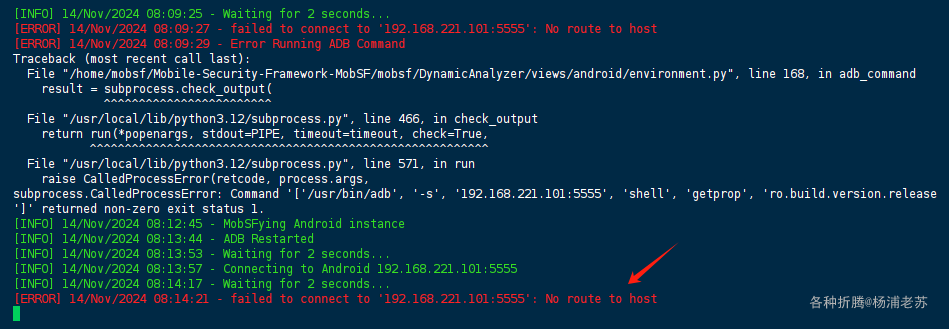 [INFO] 14/Nov/2024 08:09:25 - Waiting for 2 seconds...
[ERROR] 14/Nov/2024 08:09:27 - failed to connect to '192.168.221.101:5555': No route to host
[ERROR] 14/Nov/2024 08:09:29 - Error Running ADB Command
Traceback (most recent call last):
  File "/home/mobsf/Mobile-Security-Framework-MobSF/mobsf/DynamicAnalyzer/views/android/environment.py", line 168, in adb_command
    result = subprocess.check_output(
             ^^^^^^^^^^^^^^^^^^^^^^^^
  File "/usr/local/lib/python3.12/subprocess.py", line 466, in check_output
    return run(*popenargs, stdout=PIPE, timeout=timeout, check=True,
           ^^^^^^^^^^^^^^^^^^^^^^^^^^^^^^^^^^^^^^^^^^^^^^^^^^^^^^^^^
  File "/usr/local/lib/python3.12/subprocess.py", line 571, in run
    raise CalledProcessError(retcode, process.args,
subprocess.CalledProcessError: Command '['/usr/bin/adb', '-s', '192.168.221.101:5555', 'shell', 'getprop', 'ro.build.version.release
']' returned non-zero exit status 1.
[INFO] 14/Nov/2024 08:12:45 - MobSFying Android instance
[INFO] 14/Nov/2024 08:13:44 - ADB Restarted
[INFO] 14/Nov/2024 08:13:53 - Waiting for 2 seconds...
[INFO] 14/Nov/2024 08:13:57 - Connecting to Android 192.168.221.101:5555
[INFO] 14/Nov/2024 08:14:17 - Waiting for 2 seconds...
[ERROR] 14/Nov/2024 08:14:21 - failed to connect to '192.168.221.101:5555': No route to host
各种折腾@杨浦老苏